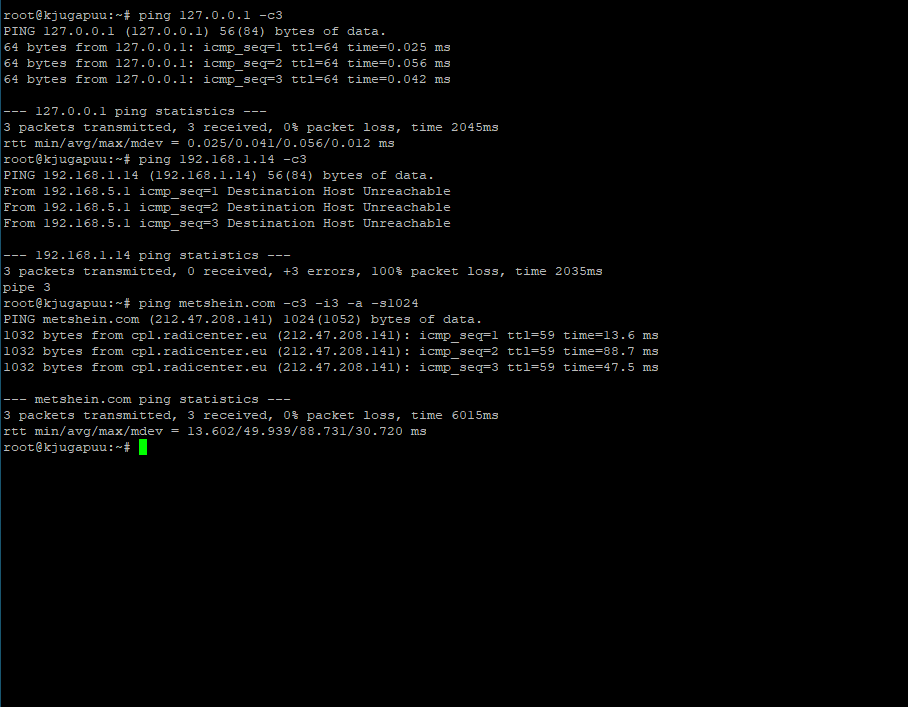 root@kjugapuu:~# ping 127.0.0.1 -c3
PING 127.0.0.1 (127.0.0.1) 56(84) bytes of data.
64 bytes from 127.0.0.1: icmp_seq=1 ttl=64 time=0.025 ms
64 bytes from 127.0.0.1: icmp_seq=2 ttl=64 time=0.056 ms
64 bytes from 127.0.0.1: icmp_seq=3 ttl=64 time=0.042 ms
--- 127.0.0.1 ping statistics ---
3 packets transmitted, 3 received, 0% packet loss, time 2045ms
rtt min/avg/max/mdev = 0.025/0.041/0.056/0.012 ms
root@kjugapuu:~# ping 192.168.1.14 -c3
PING 192.168.1.14 (192.168.1.14) 56(84) bytes of data.
From 192.168.5.1 icmp_seq=1 Destination Host Unreachable
From 192.168.5.1 icmp_seq=2 Destination Host Unreachable
From 192.168.5.1 icmp_seq=3 Destination Host Unreachable
--- 192.168.1.14 ping statistics ---
3 packets transmitted, 0 received, +3 errors, 100% packet loss, time 2035ms
pipe 3
root@kjugapuu:~# ping metshein.com -c3 -i3 -a -s1024
PING metshein.com (212.47.208.141) 1024(1052) bytes of data.
1032 bytes from cpl.radicenter.eu (212.47.208.141): icmp_seq=1 ttl=59 time=13.6 ms
1032 bytes from cpl.radicenter.eu (212.47.208.141): icmp_seq=2 ttl=59 time=88.7 ms
1032 bytes from cpl.radicenter.eu (212.47.208.141): icmp_seq=3 ttl=59 time=47.5 ms
--- metshein.com ping statistics ---
3 packets transmitted, 3 received, 0% packet loss, time 6015ms
rtt min/avg/max/mdev = 13.602/49.939/88.731/30.720 ms
root@kjugapuu:~#